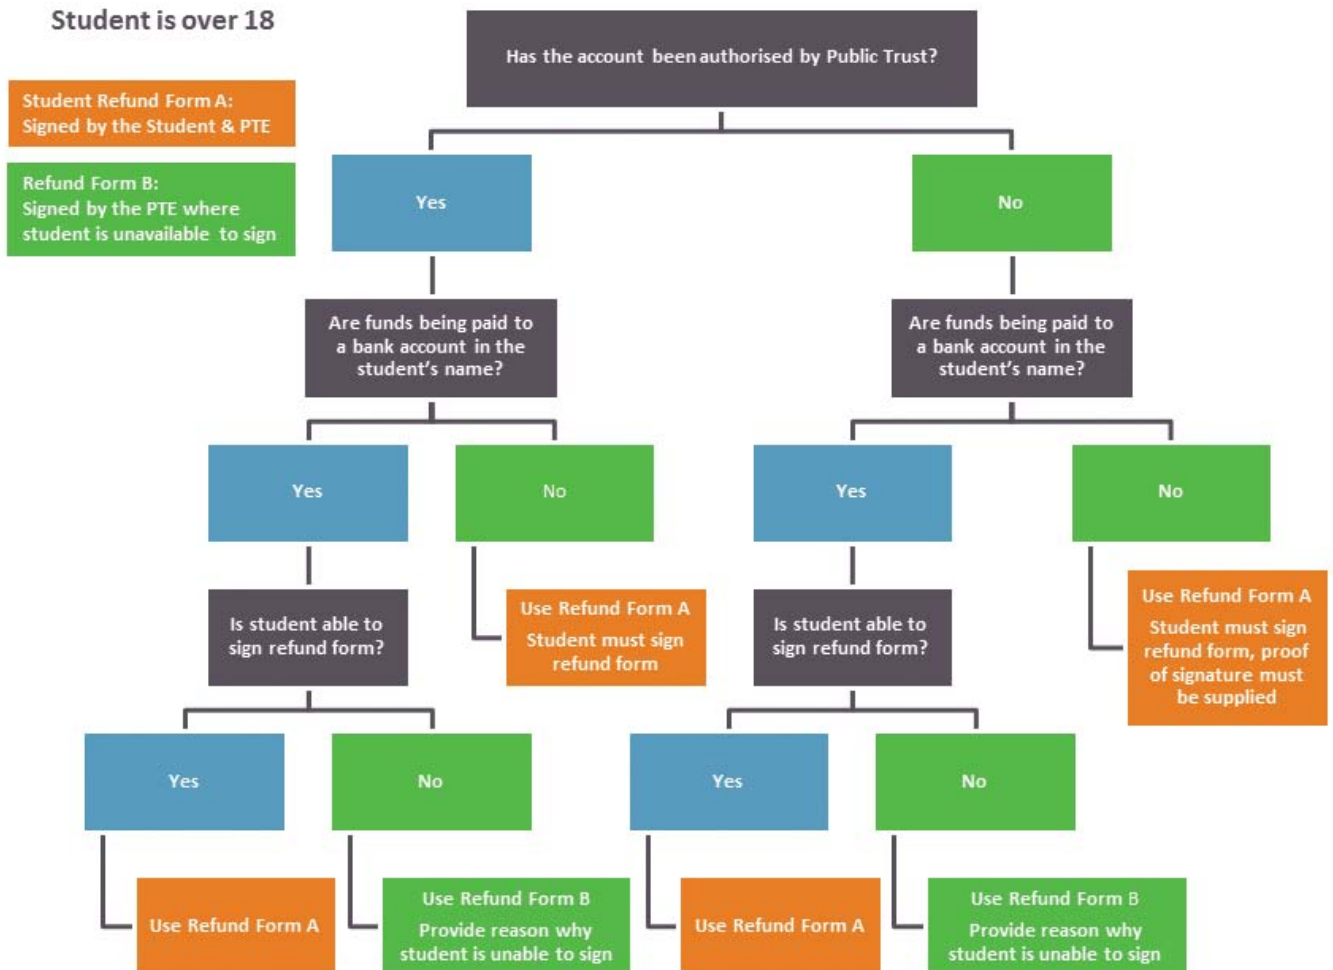 Student is over 18
Has the account been authorised by Public Trust?
Student Refund Form A:
Signed by the Student & PTE
Refund Form B:
Signed by the PTE where
student is unavailable to sign
Yes
No
Are funds being paid to
a bank account in the
student's name?
Are funds being paid to
a bank account in the
student's name?
Yes
No
Yes
No
Is student able to
sign refund form?
Use Refund Form A
Student must sign
refund form
Is student able to
sign refund form?
Use Refund Form A
Student must sign
refund form, proof
of signature must
be supplied
Yes
No
Yes
No
Use Refund Form A
Use Refund Form B
Provide reason why
student is unable to sign
Use Refund Form A
Use Refund Form B
Provide reason why
student is unable to sign